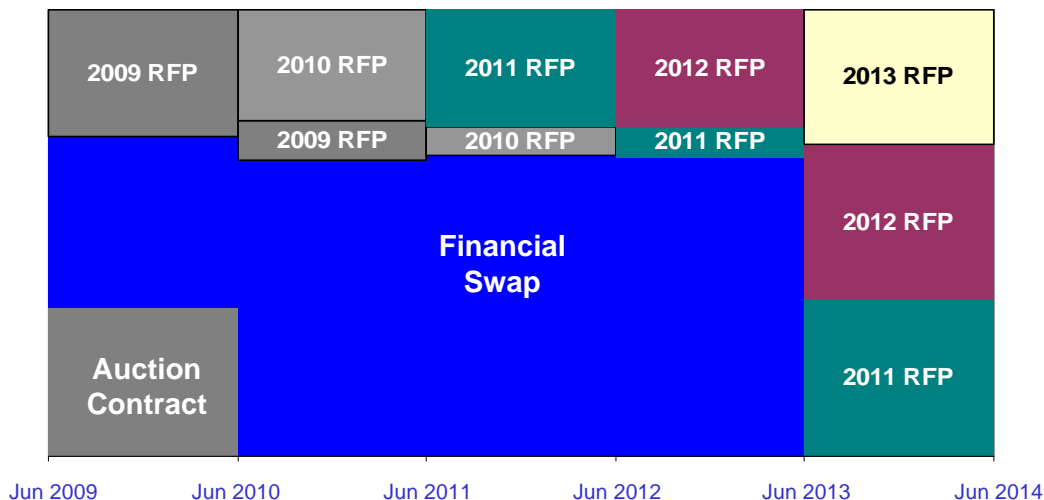 2009 RFP
2010 RFP
2011 RFP
2012 RFP
2013 RFP
2009 RFP
2010 RFP
2011 RFP
2012 RFP
Financial
Swap
Auction
Contract
2011 RFP
Jun 2009
Jun 2010
Jun 2011
Jun 2012
Jun 2013
Jun 2014